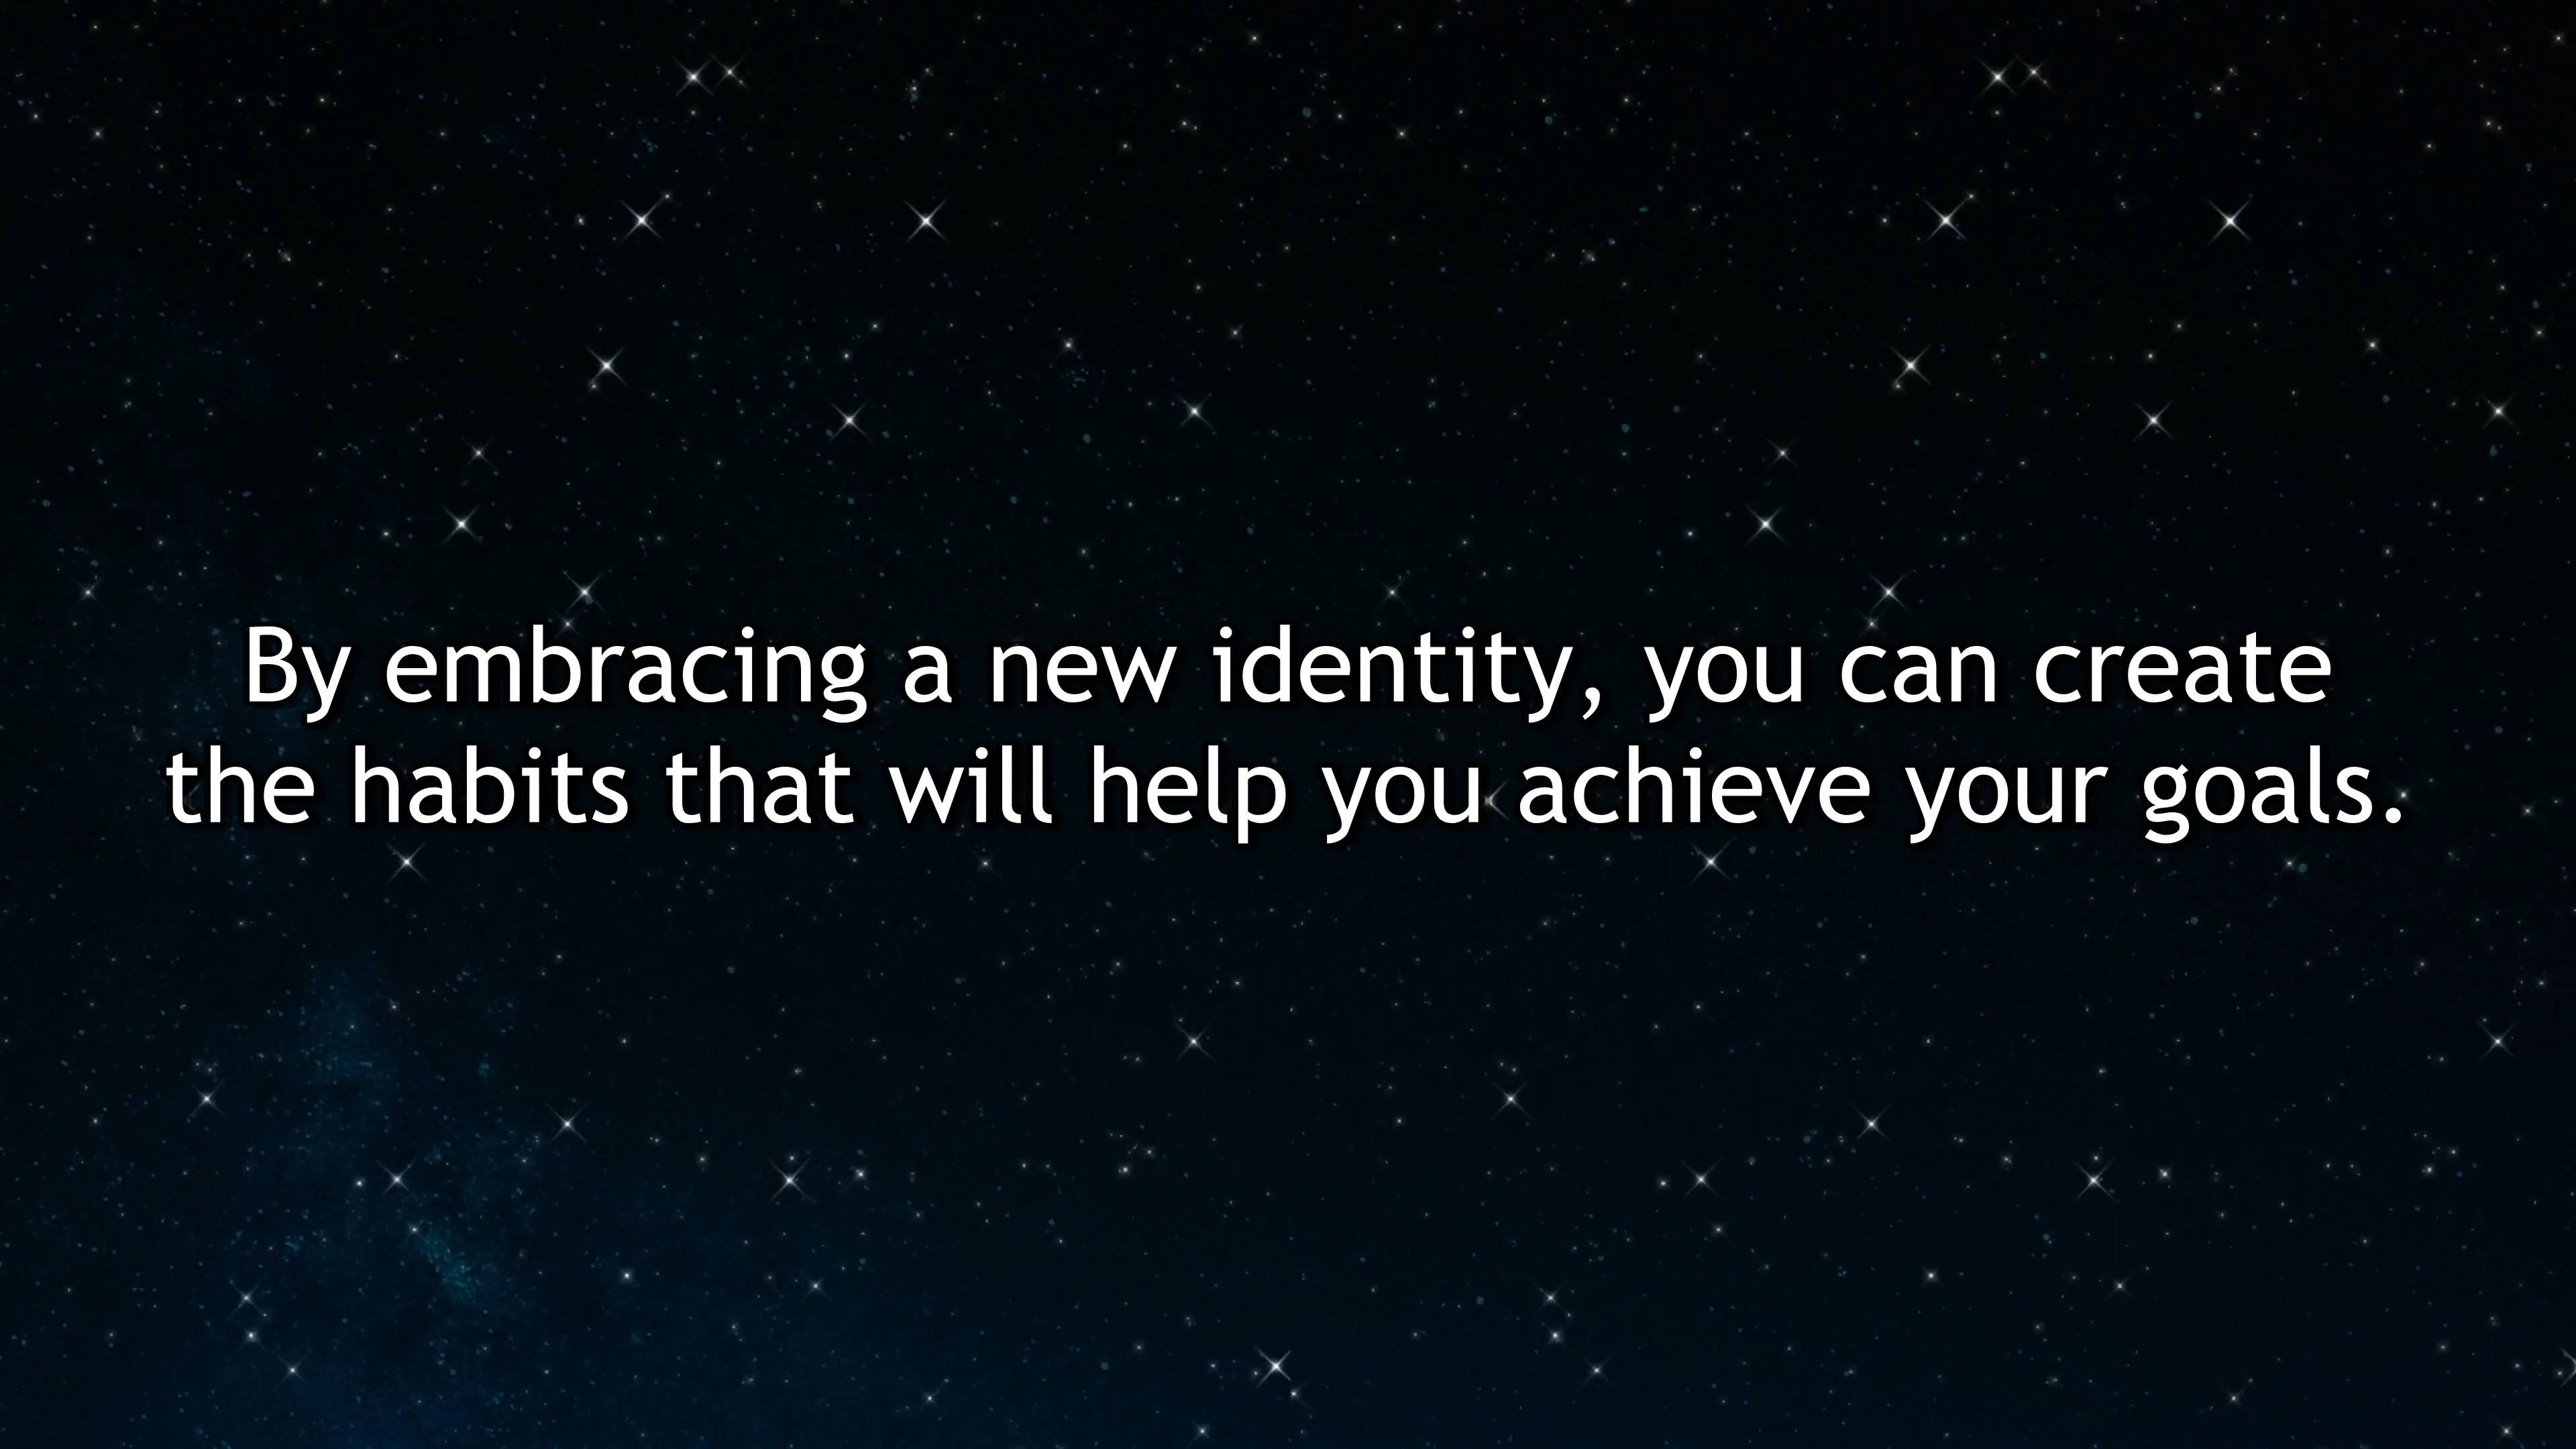 By embracing a new identity, you can create
the habits that will help you achieve your goals.